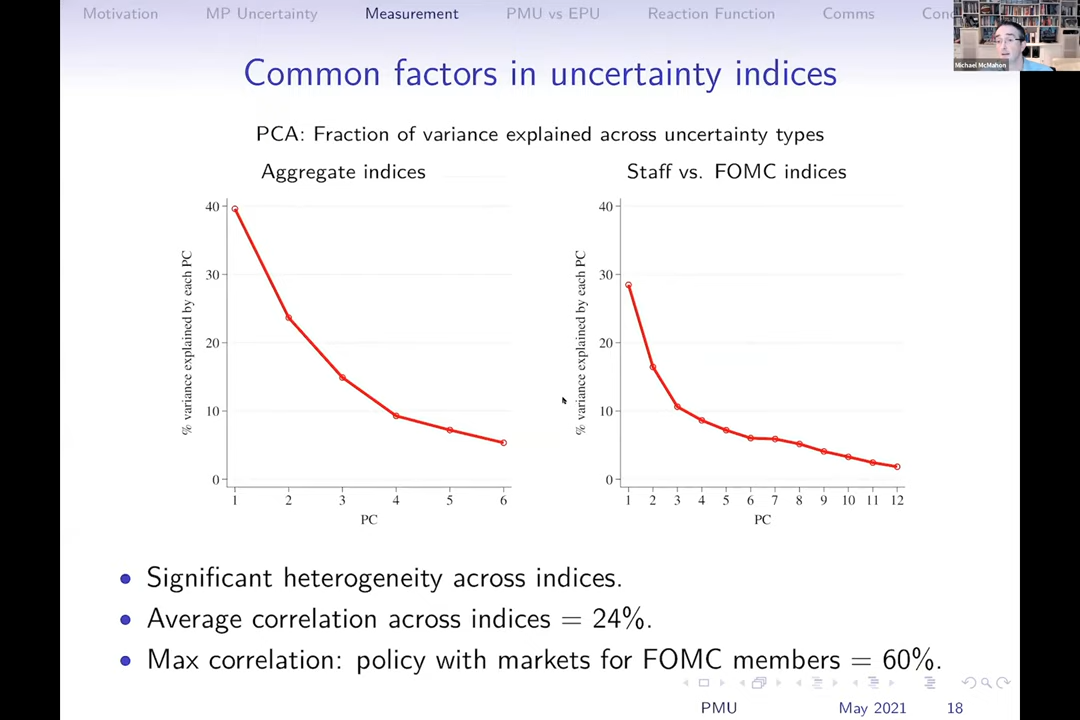 Motivation MP Uncertainty Measurement PMU vs EPU Reaction Function Comms
Michael McMahon
Common factors in uncertainty indices
PCA: Fraction of variance explained across uncertainty types
Aggregate indices
% variance explained by each PC
40
30
20
10
0
1 2 3 4 5 6
PC
Staff vs. FOMC indices
% variance explained by each PC
40
30
20
10
0
1 2 3 4 5 6 7 8 9 10 11 12
PC
• Significant heterogeneity across indices.
• Average correlation across indices = 24%.
• Max correlation: policy with markets for FOMC members = 60%.
PMU May 2021 18